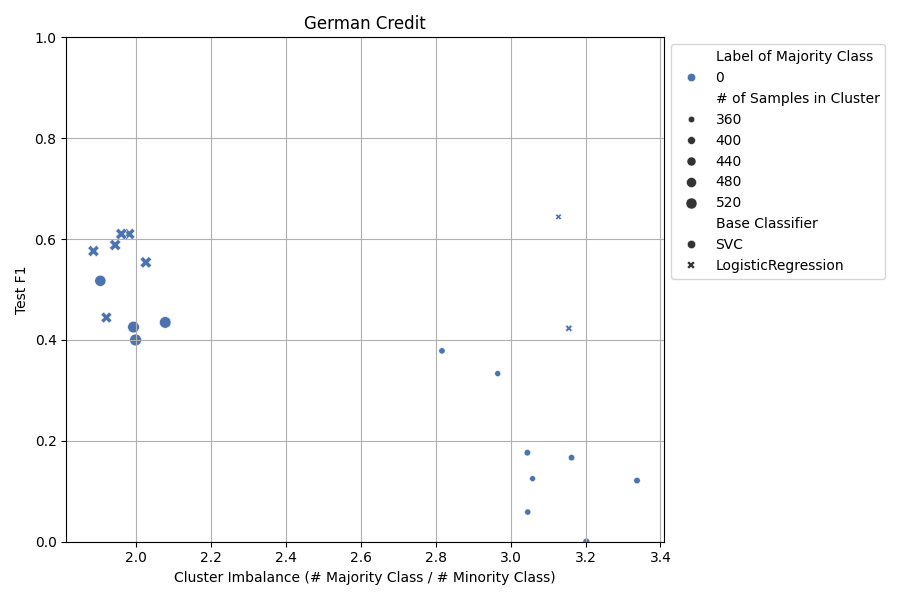 German Credit
1.0
0.8
0.6
0.4
0.2
0.0
Test F1
2.0 2.2 2.4 2.6 2.8 3.0 3.2 3.4
Cluster Imbalance (# Majority Class / # Minority Class)
Label of Majority Class
0
# of Samples in Cluster
360
400
440
480
520
Base Classifier
SVC
LogisticRegression